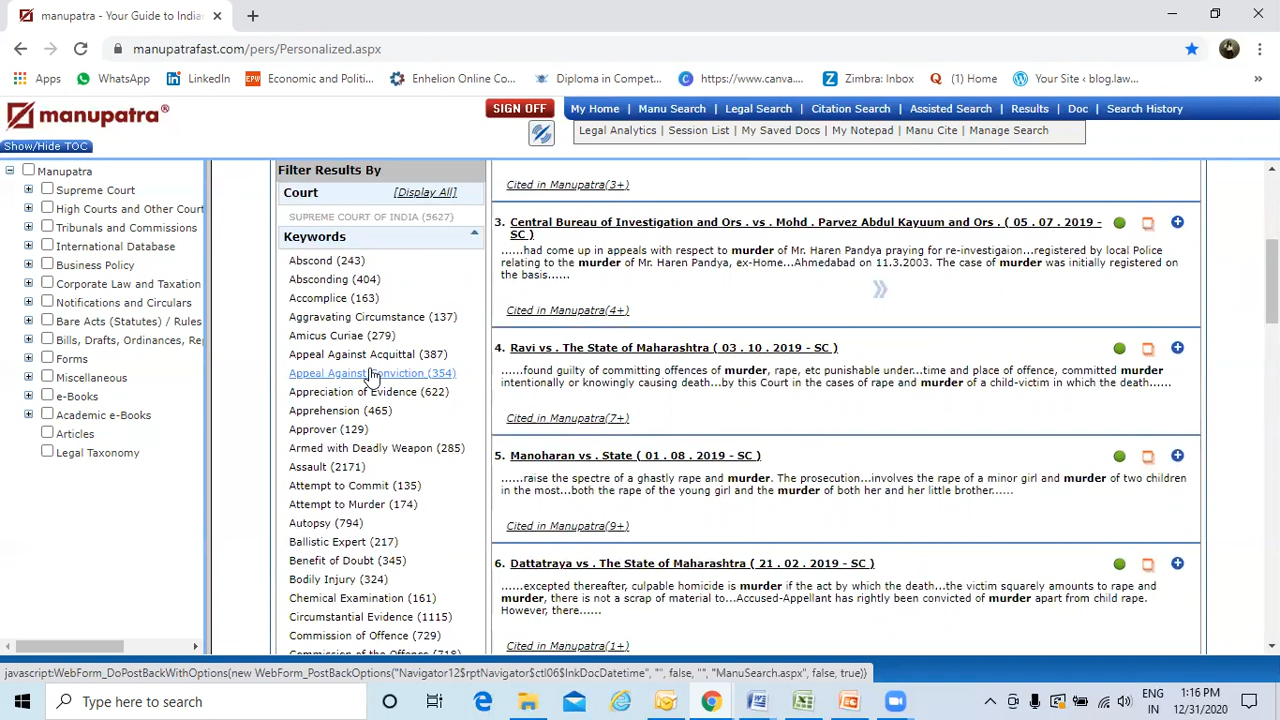 manupatra - Your Guide to India
manupatrafast.com/pers/Personalized.aspx
Apps
WhatsApp
LinkedIn
EPW Economic and Politi...
Enhelion Online Co...
Diploma in Compet...
https://www.canva....
Zimbra: Inbox
(1) Home
Your Site ‹ blog.law...
»
manupatra®
SIGN OFF
My Home | Manu Search | Legal Search | Citation Search | Assisted Search | Results | Doc | Search History
Legal Analytics | Session List | My Saved Docs | My Notepad | Manu Cite | Manage Search
Show/Hide TOC
Manupatra
Supreme Court
High Courts and Other Court
Tribunals and Commissions
International Database
Business Policy
Corporate Law and Taxation
Notifications and Circulars
Bare Acts (Statutes) / Rules
Bills, Drafts, Ordinances, Rep
Forms
Miscellaneous
e-Books
Academic e-Books
Articles
Legal Taxonomy
Filter Results By
Court [Display All]
SUPREME COURT OF INDIA (5627)
Keywords
Abscond (243)
Absconding (404)
Accomplice (163)
Aggravating Circumstance (137)
Amicus Curiae (279)
Appeal Against Acquittal (387)
Appeal Against Conviction (354)
Appreciation of Evidence (622)
Apprehension (465)
Approver (129)
Armed with Deadly Weapon (285)
Assault (2171)
Attempt to Commit (135)
Attempt to Murder (174)
Autopsy (794)
Ballistic Expert (217)
Benefit of Doubt (345)
Bodily Injury (324)
Chemical Examination (161)
Circumstantial Evidence (1115)
Commission of Offence (729)
Commission of the Offence (718)
Cited in Manupatra(3+)
3. Central Bureau of Investigation and Ors . vs . Mohd . Parvez Abdul Kayuum and Ors . ( 05 . 07 . 2019 -
SC )
......had come up in appeals with respect to murder of Mr. Haren Pandya praying for re-investigaion...registered by local Police
relating to the murder of Mr. Haren Pandya, ex-Home...Ahmedabad on 11.3.2003. The case of murder was initially registered on
the basis......
Cited in Manupatra(4+)
4. Ravi vs . The State of Maharashtra ( 03 . 10 . 2019 - SC )
......found guilty of committing offences of murder, rape, etc punishable under...time and place of offence, committed murder
intentionally or knowingly causing death...by this Court in the cases of rape and murder of a child-victim in which the death......
Cited in Manupatra(7+)
5. Manoharan vs . State ( 01 . 08 . 2019 - SC )
......raise the spectre of a ghastly rape and murder. The prosecution...involves the rape of a minor girl and murder of two children
in the most...both the rape of the young girl and the murder of both her and her little brother......
Cited in Manupatra(9+)
6. Dattatraya vs . The State of Maharashtra ( 21 . 02 . 2019 - SC )
......excepted thereafter, culpable homicide is murder if the act by which the death...the victim squarely amounts to rape and
murder, there is not a scrap of material to...Accused-Appellant has rightly been convicted of murder apart from child rape.
However, there......
Cited in Manupatra(1+)
javascript:WebForm_DoPostBackWithOptions(new WebForm_PostBackOptions("Navigator12$rptNavigator$ctl06$lnkDocDatetime", "", false, "", "ManuSearch.aspx", false, true))
Type here to search
ENG
IN
1:16 PM
12/31/2020